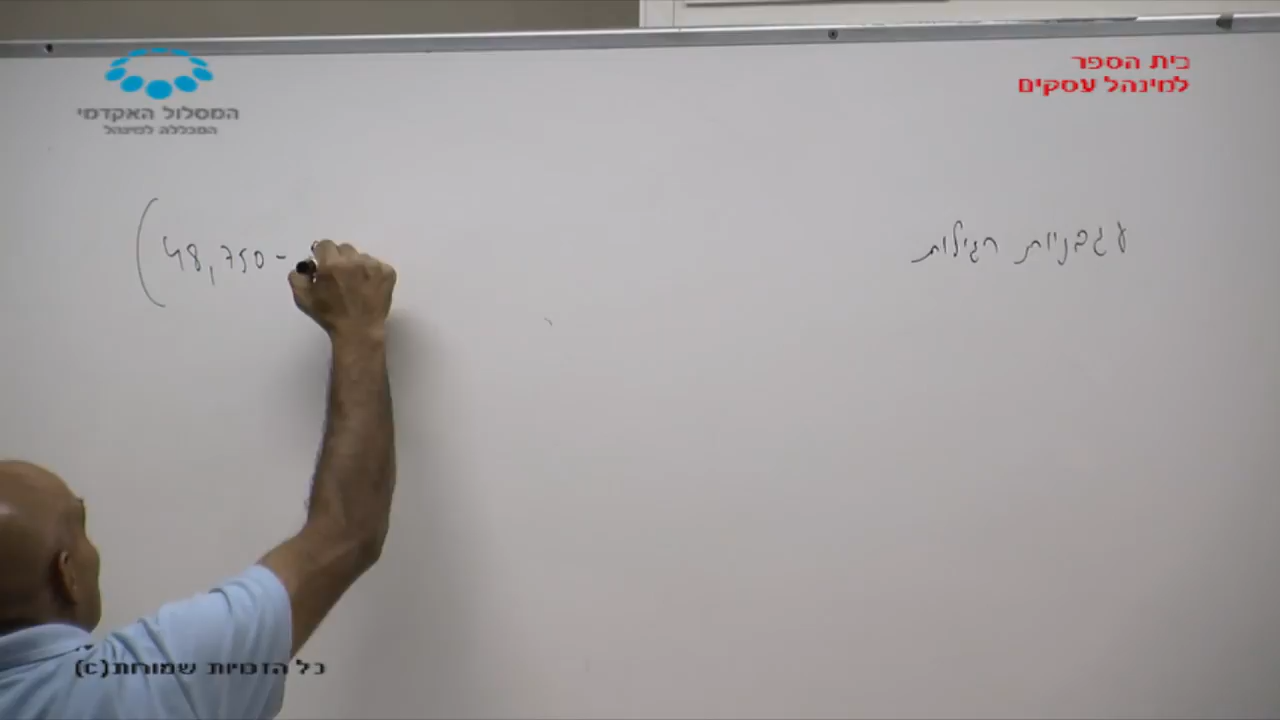 בית הספר
למינהל עסקים
המסלול האקדמי
המכללה למינהל
עגבניות רגילות
(48,750 -
כל הזכויות שמורות(c)